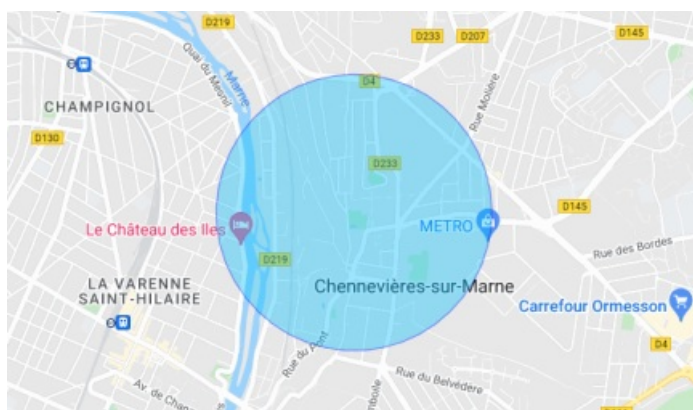 D219
D233
D207
D145
Quai du Mesnil
Marne
D4
CHAMPIGNOL
Rue Molière
D130
D233
Le Château des Iles
METRO
D145
Rue des Bordes
D219
LA VARENNE
SAINT-HILAIRE
Chennevières-sur-Marne
Carrefour Ormesson
Rue du Pont
D4
Rue du Belvédère